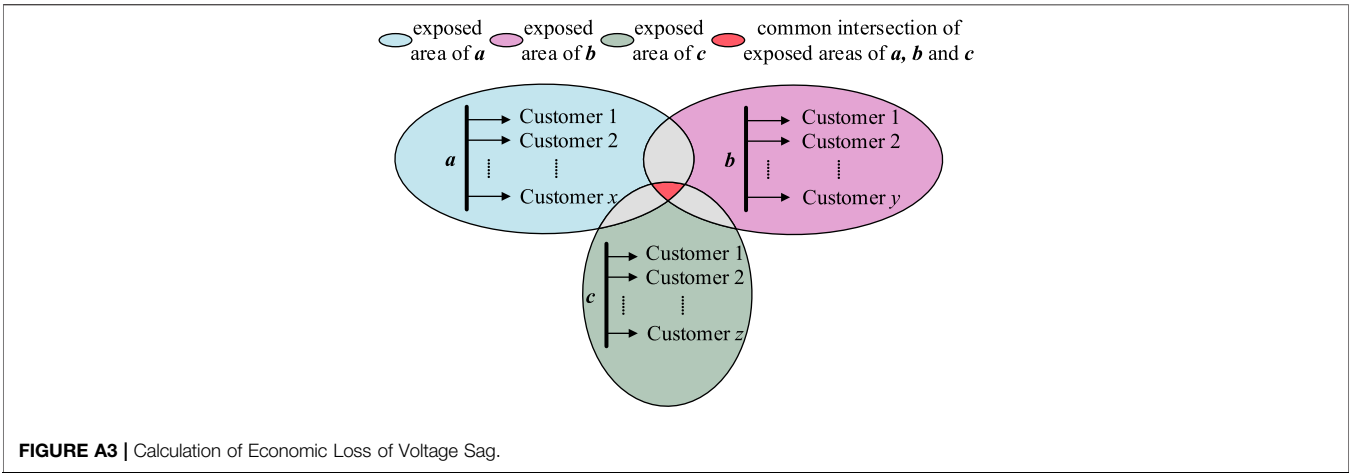 exposed
area of a
exposed
area of b
exposed
area of c
common intersection of
exposed areas of a, b and c
a
Customer 1
Customer 2
Customer x
b
Customer 1
Customer 2
Customer y
c
Customer 1
Customer 2
Customer z
FIGURE A3 | Calculation of Economic Loss of Voltage Sag.